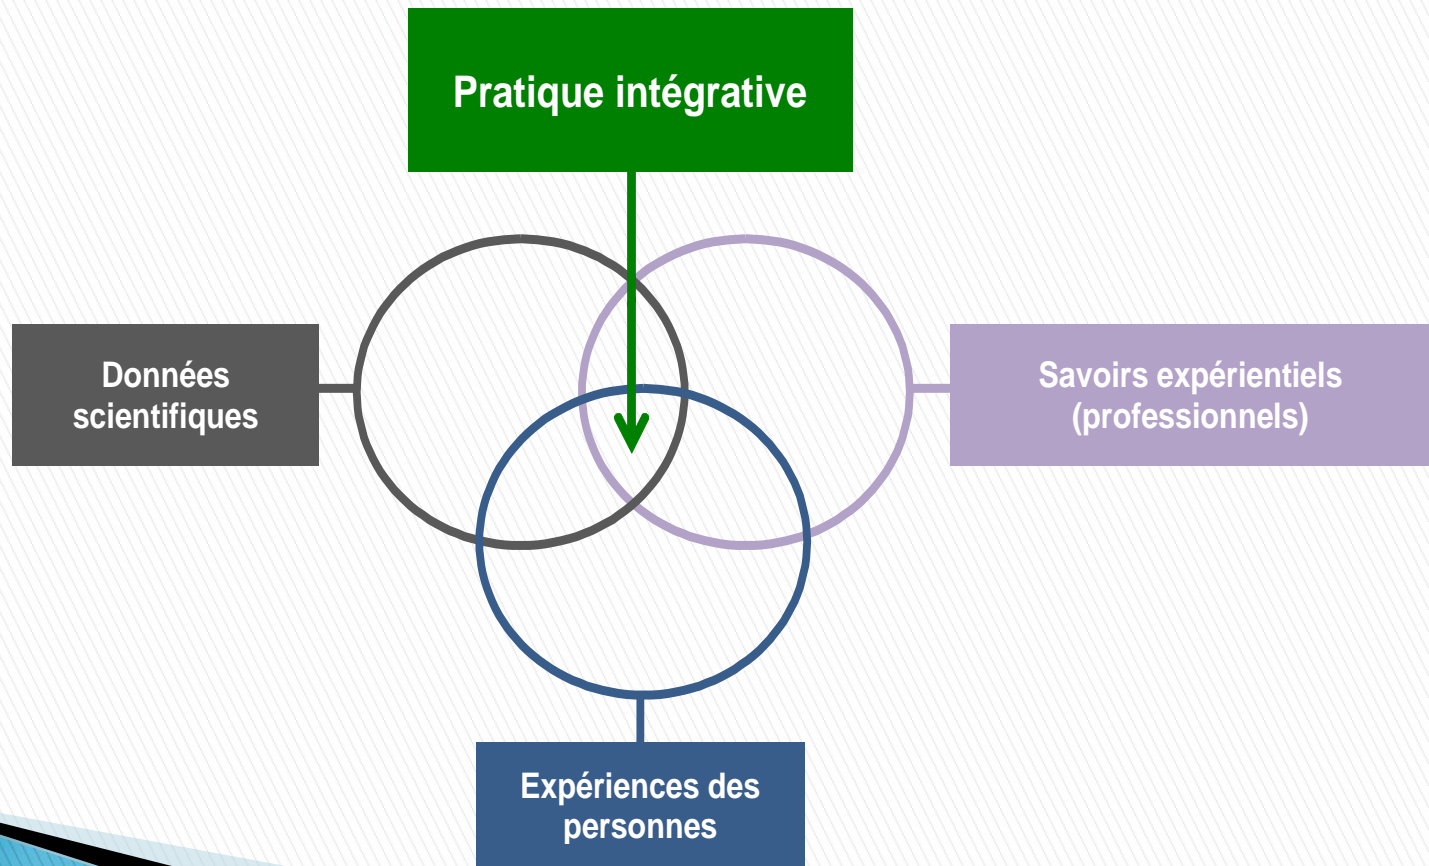 Pratique intégrative
Données
scientifiques
Savoirs expérientiels
(professionnels)
Expériences des
personnes